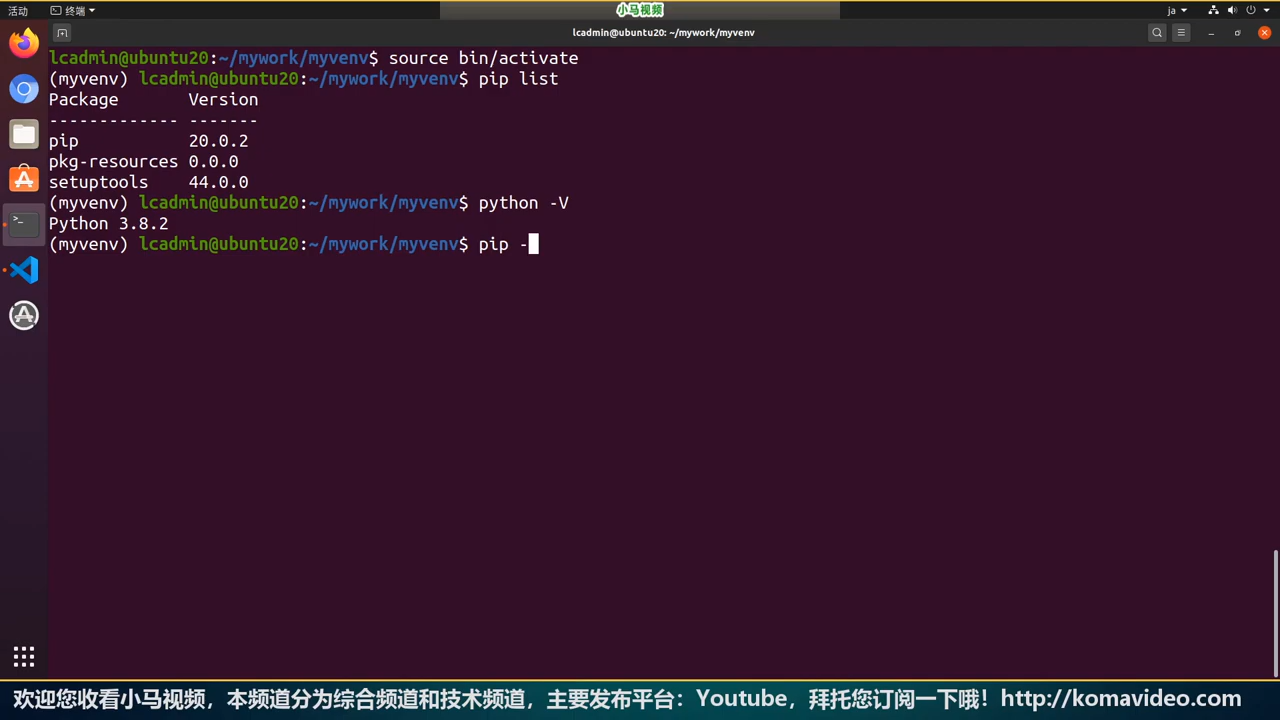 活动
终端
小马视频
ja
lcadmin@ubuntu20: ~/mywork/myvenv
lcadmin@ubuntu20:~/mywork/myvenv$ source bin/activate
(myvenv) lcadmin@ubuntu20:~/mywork/myvenv$ pip list
Package       Version
------------- -------
pip           20.0.2
pkg-resources 0.0.0
setuptools    44.0.0
(myvenv) lcadmin@ubuntu20:~/mywork/myvenv$ python -V
Python 3.8.2
(myvenv) lcadmin@ubuntu20:~/mywork/myvenv$ pip -
欢迎您收看小马视频，本频道分为综合频道和技术频道，主要发布平台：Youtube，拜托您订阅一下哦！http://komavideo.com